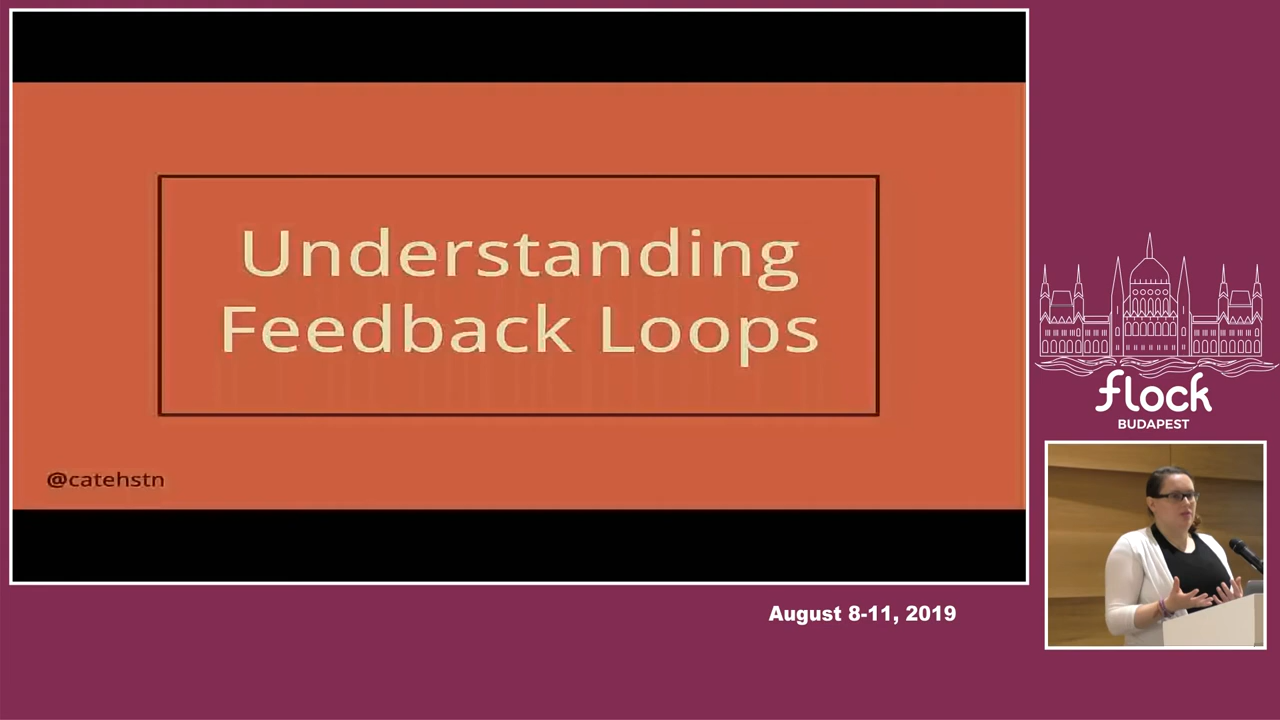 Understanding
Feedback Loops
@catehstn
flock
BUDAPEST
August 8-11, 2019